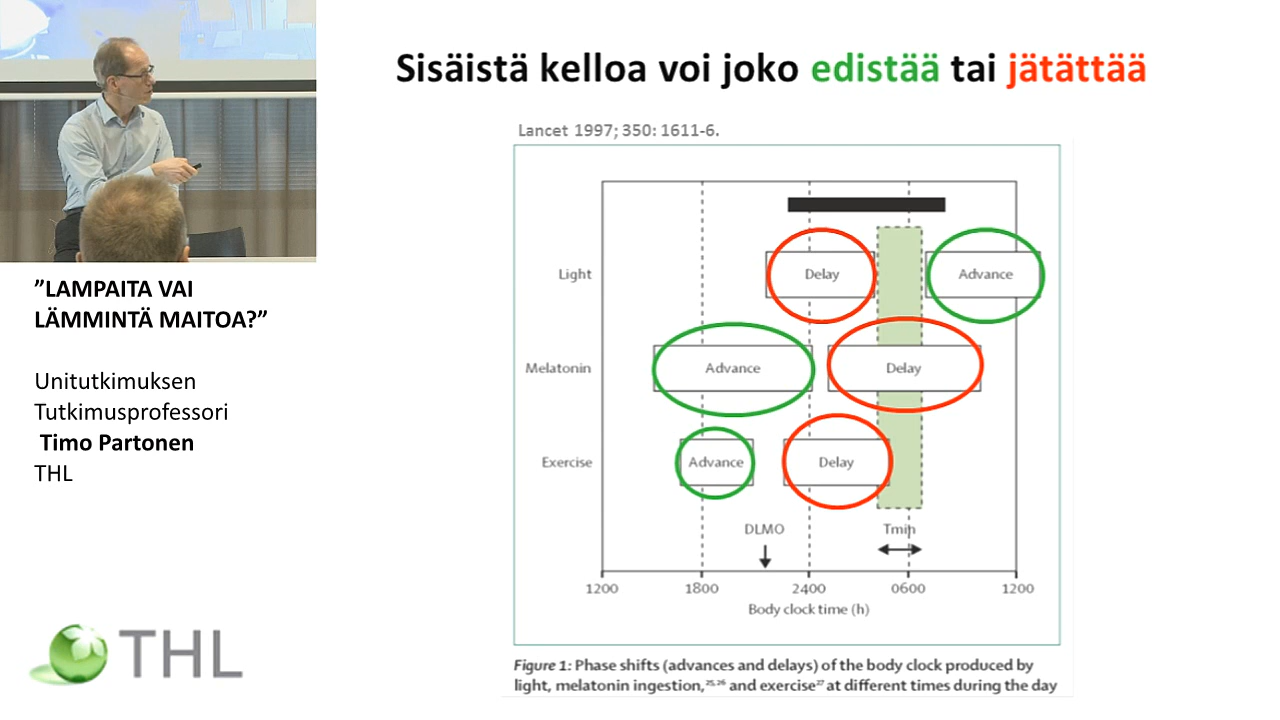 Sisäistä kelloa voi joko edistää tai jätättää
Lancet 1997; 350: 1611-6.
Light
Delay
Advance
Melatonin
Advance
Delay
Exercise
Advance
Delay
DLMO
Tmin
1200
1800
2400
0600
1200
Body clock time (h)
Figure 1: Phase shifts (advances and delays) of the body clock produced by
light, melatonin ingestion,25,26 and exercise27 at different times during the day
”LAMPAITA VAI
LÄMMINTÄ MAITOA?”
Unitutkimuksen
Tutkimusprofessori
Timo Partonen
THL
THL